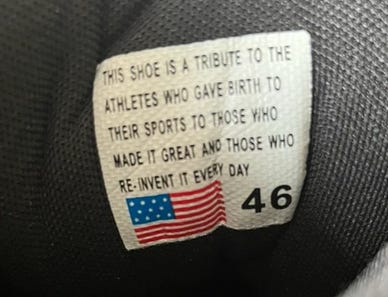 THIS SHOE IS A TRIBUTE TO THE
ATHLETES WHO GAVE BIRTH TO
THEIR SPORTS TO THOSE WHO
MADE IT GREAT AND THOSE WHO
RE-INVENT IT EVERY DAY
46